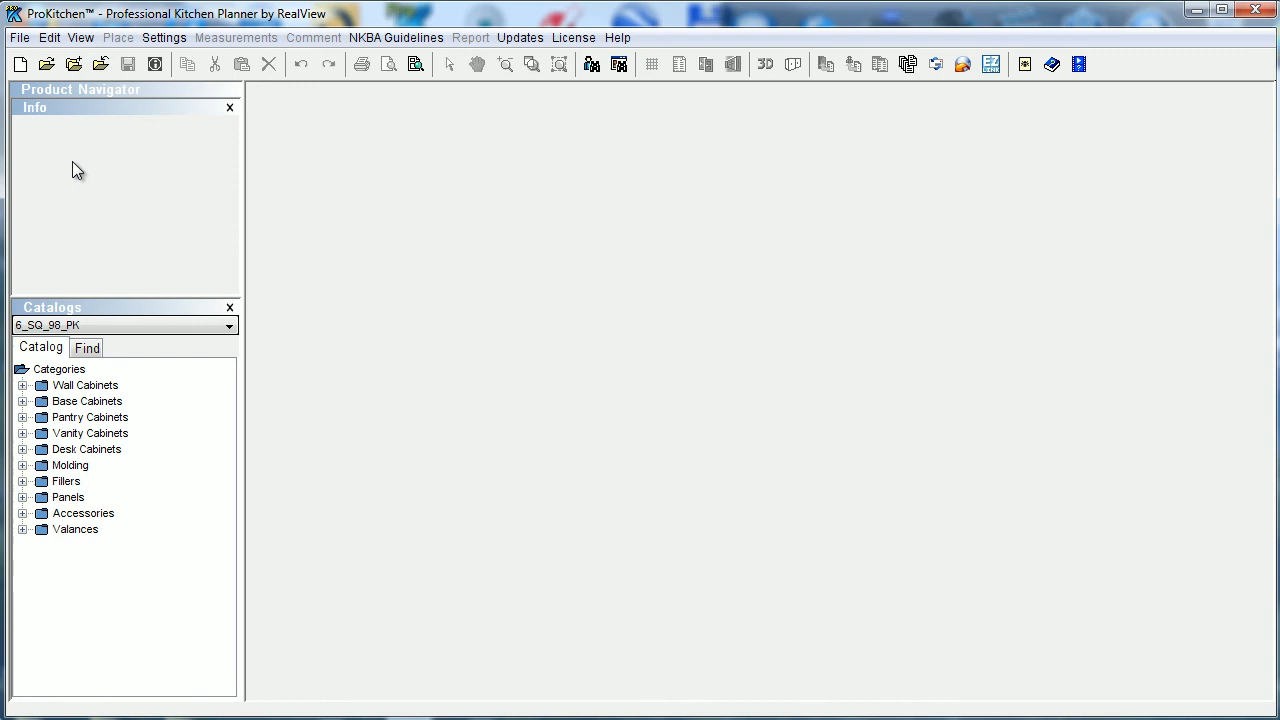 ProKitchen™ - Professional Kitchen Planner by RealView
File Edit View Place Settings Measurements Comment NKBA Guidelines Report Updates License Help
3D EZ
Product Navigator
Info
Catalogs
6_SQ_98_PK
Catalog Find
Categories
Wall Cabinets
Base Cabinets
Pantry Cabinets
Vanity Cabinets
Desk Cabinets
Molding
Fillers
Panels
Accessories
Valances